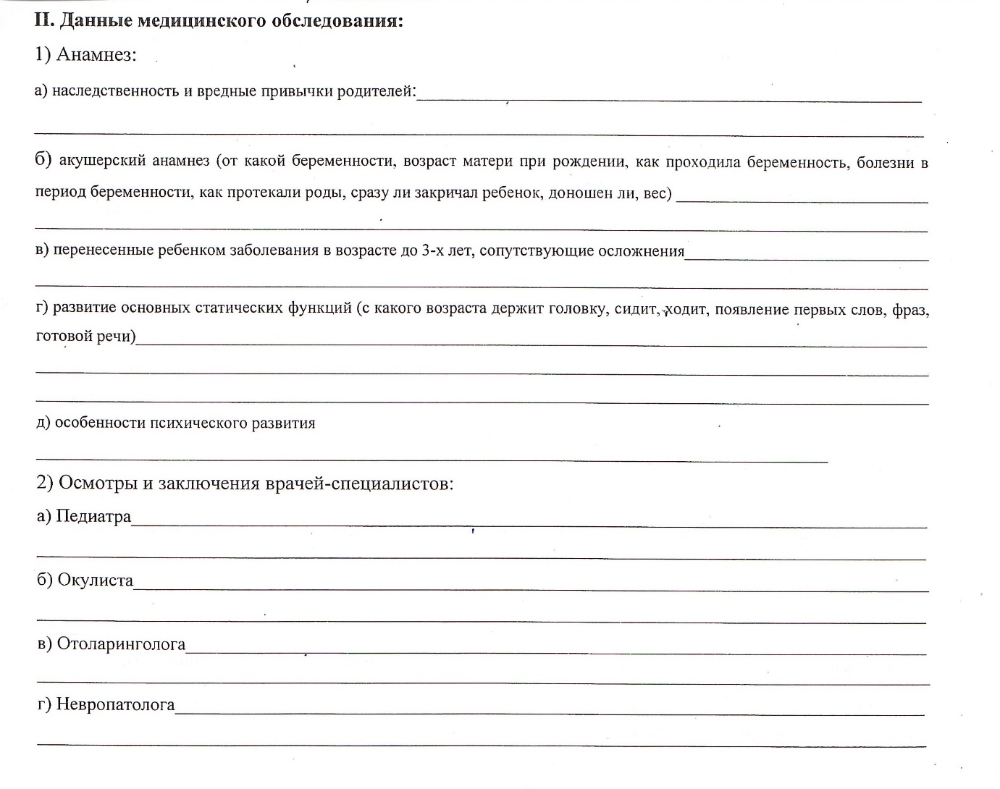 II. Данные медицинского обследования:
1) Анамнез:
а) наследственность и вредные привычки родителей:
б) акушерский анамнез (от какой беременности, возраст матери при рождении, как проходила беременность, болезни в
период беременности, как протекали роды, сразу ли закричал ребенок, доношен ли, вес)
в) перенесенные ребенком заболевания в возрасте до 3-х лет, сопутствующие осложнения
г) развитие основных статических функций (с какого возраста держит головку, сидит, ходит, появление первых слов, фраз,
готовой речи)
д) особенности психического развития
2) Осмотры и заключения врачей-специалистов:
а) Педиатра
б) Окулиста
в) Отоларинголога
г) Невропатолога